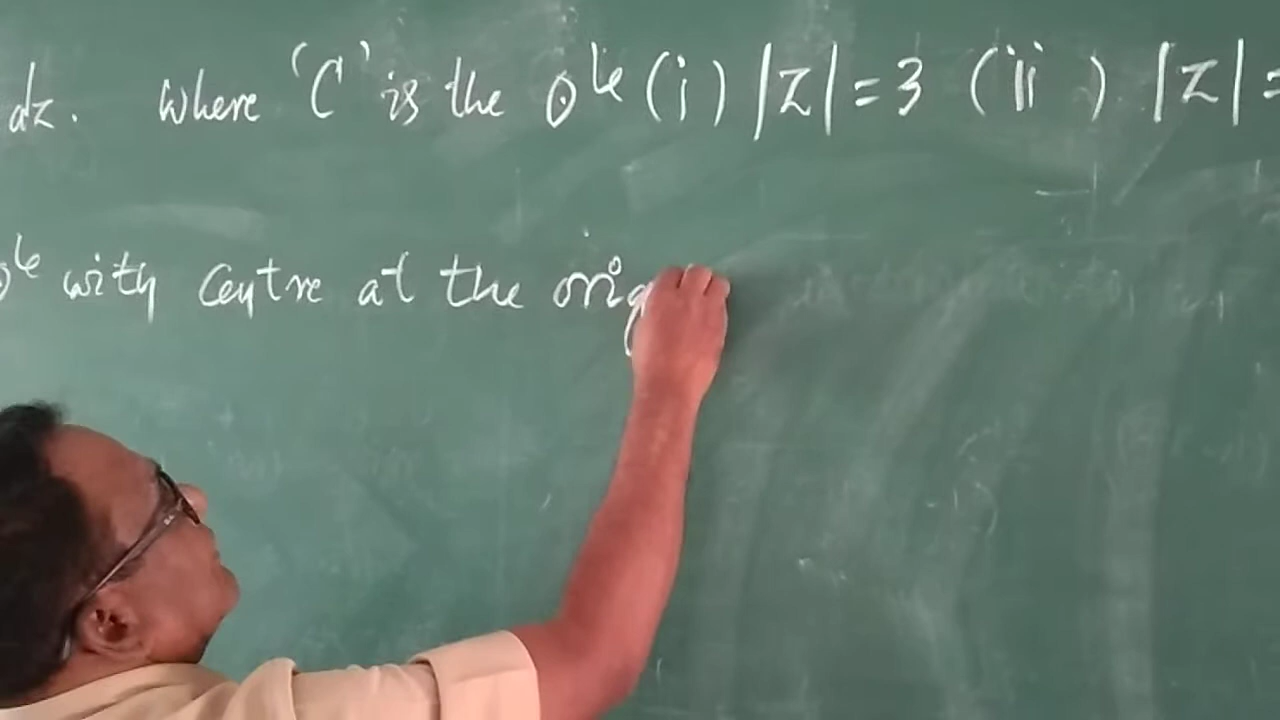 dz. where 'C' is the ⊙le (i) |z| = 3 (ii) |z| =
le with centre at the orig